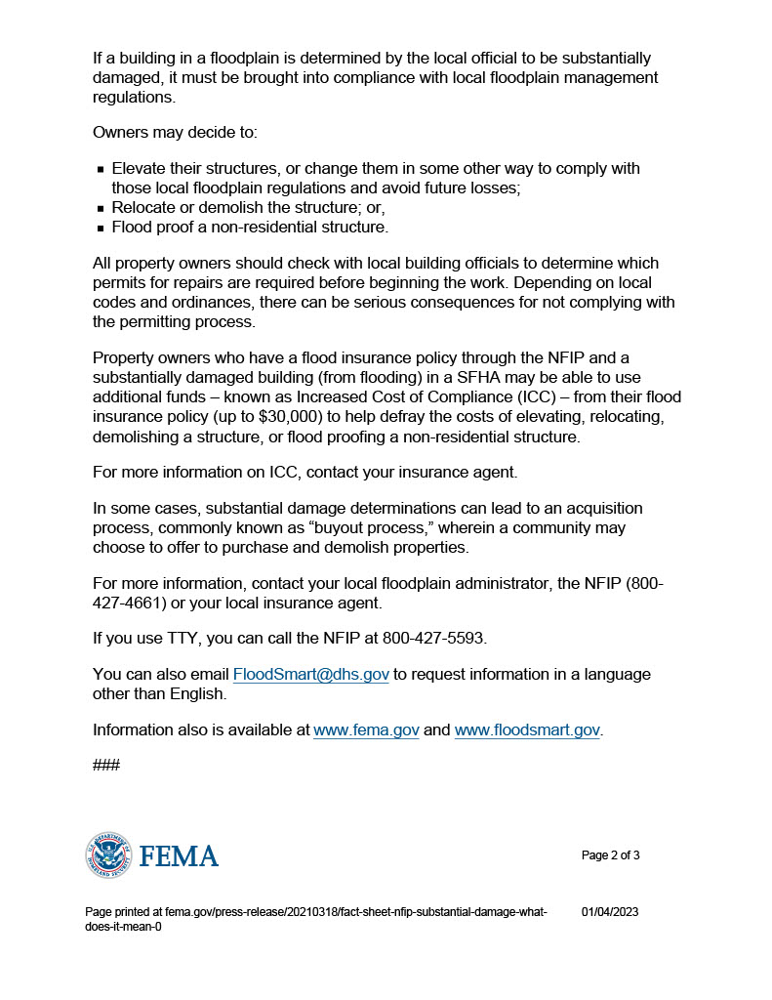 If a building in a floodplain is determined by the local official to be substantially
damaged, it must be brought into compliance with local floodplain management
regulations.
Owners may decide to:
▪ Elevate their structures, or change them in some other way to comply with
those local floodplain regulations and avoid future losses;
▪ Relocate or demolish the structure; or,
▪ Flood proof a non-residential structure.
All property owners should check with local building officials to determine which
permits for repairs are required before beginning the work. Depending on local
codes and ordinances, there can be serious consequences for not complying with
the permitting process.
Property owners who have a flood insurance policy through the NFIP and a
substantially damaged building (from flooding) in a SFHA may be able to use
additional funds – known as Increased Cost of Compliance (ICC) – from their flood
insurance policy (up to $30,000) to help defray the costs of elevating, relocating,
demolishing a structure, or flood proofing a non-residential structure.
For more information on ICC, contact your insurance agent.
In some cases, substantial damage determinations can lead to an acquisition
process, commonly known as “buyout process,” wherein a community may
choose to offer to purchase and demolish properties.
For more information, contact your local floodplain administrator, the NFIP (800-
427-4661) or your local insurance agent.
If you use TTY, you can call the NFIP at 800-427-5593.
You can also email FloodSmart@dhs.gov to request information in a language
other than English.
Information also is available at www.fema.gov and www.floodsmart.gov.
###
U.S. DEPARTMENT OF
HOMELAND SECURITY
FEMA
Page 2 of 3
Page printed at fema.gov/press-release/20210318/fact-sheet-nfip-substantial-damage-what-
does-it-mean-0
01/04/2023